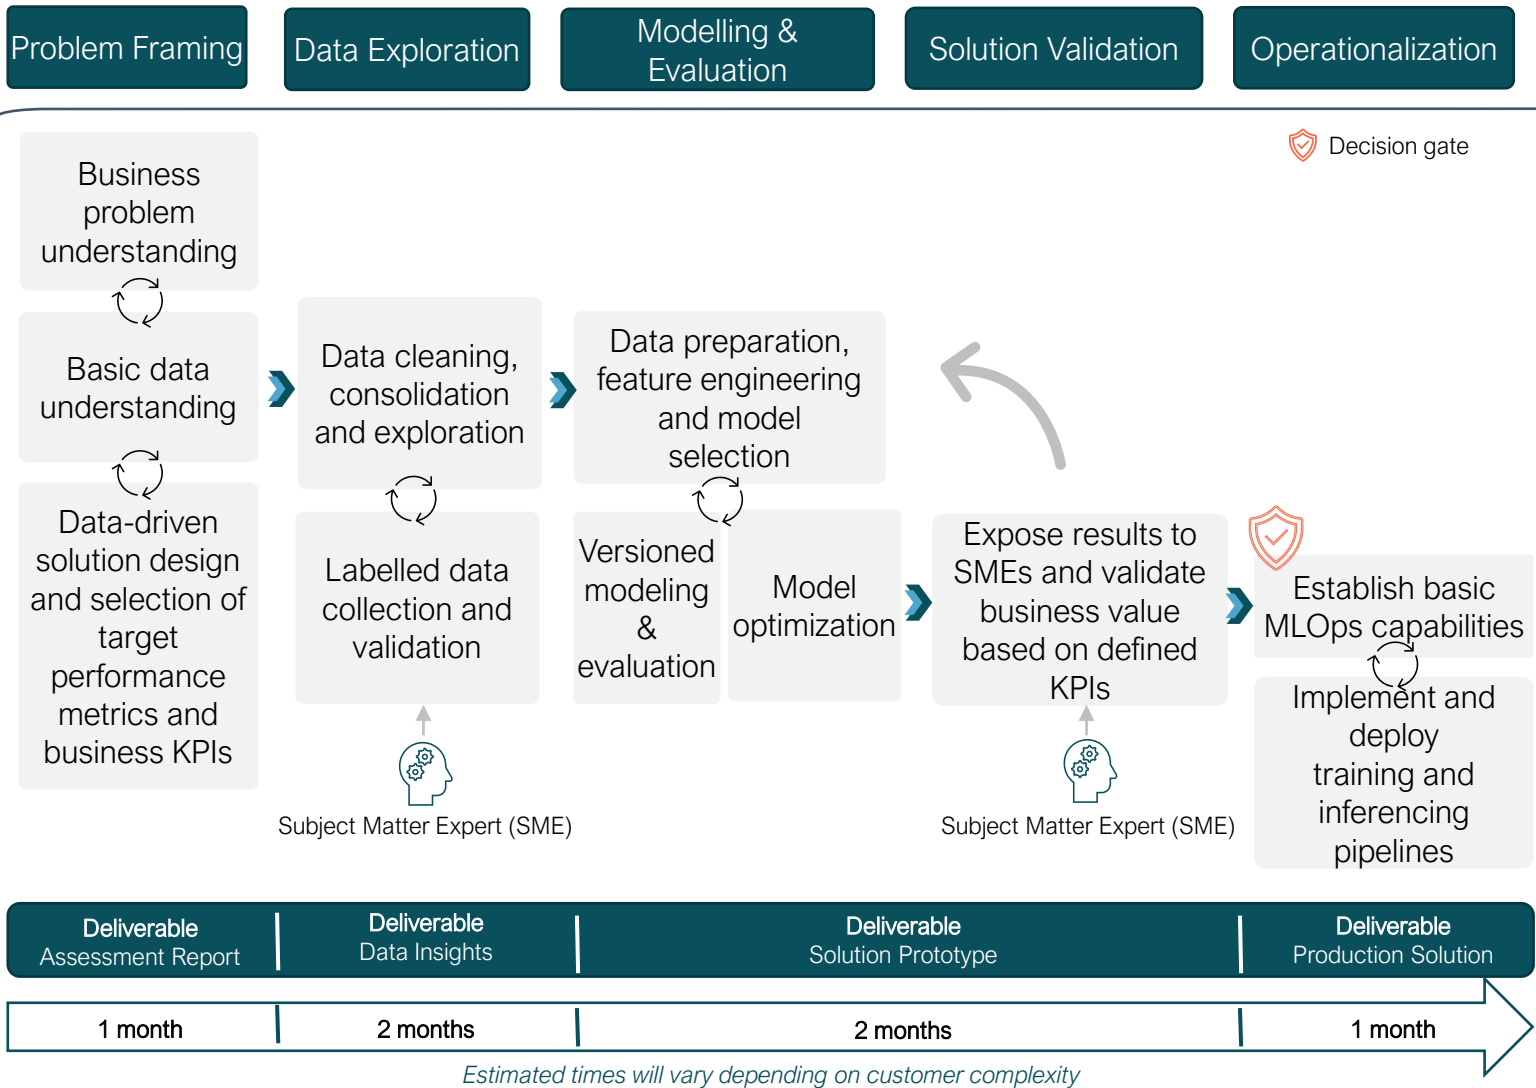 Problem Framing
Data Exploration
Modelling &
Evaluation
Solution Validation
Operationalization
Decision gate
Business
problem
understanding
Basic data
understanding
Data-driven
solution design
and selection of
target
performance
metrics and
business KPIs
Data cleaning,
consolidation
and exploration
Labelled data
collection and
validation
Subject Matter Expert (SME)
Data preparation,
feature engineering
and model
selection
Versioned
modeling
&
evaluation
Model
optimization
Expose results to
SMEs and validate
business value
based on defined
KPIs
Subject Matter Expert (SME)
Establish basic
MLOps capabilities
Implement and
deploy
training and
inferencing
pipelines
Deliverable
Assessment Report
Deliverable
Data Insights
Deliverable
Solution Prototype
Deliverable
Production Solution
1 month
2 months
2 months
1 month
Estimated times will vary depending on customer complexity